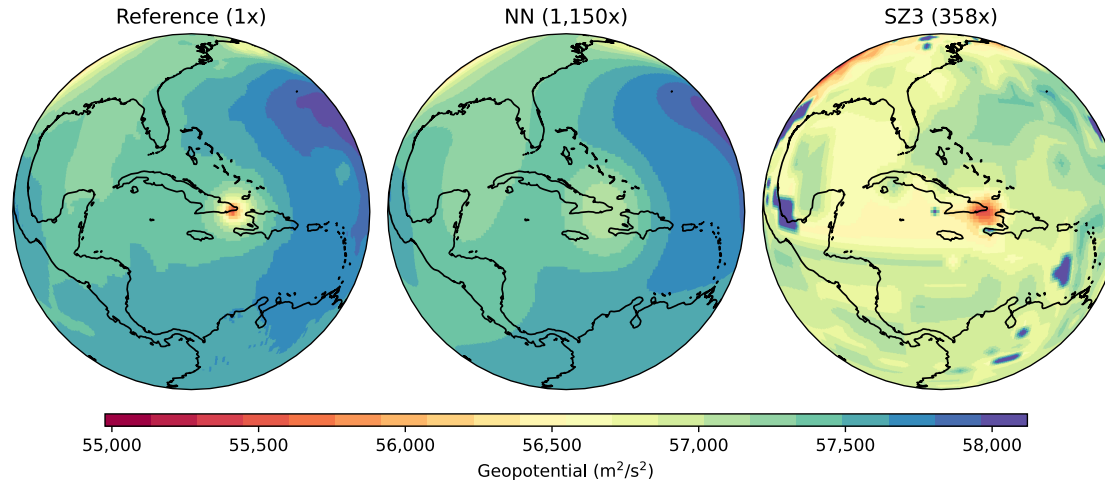 Reference (1x) NN (1,150x) SZ3 (358x)
55,000 55,500 56,000 56,500 57,000 57,500 58,000
Geopotential (m²/s²)